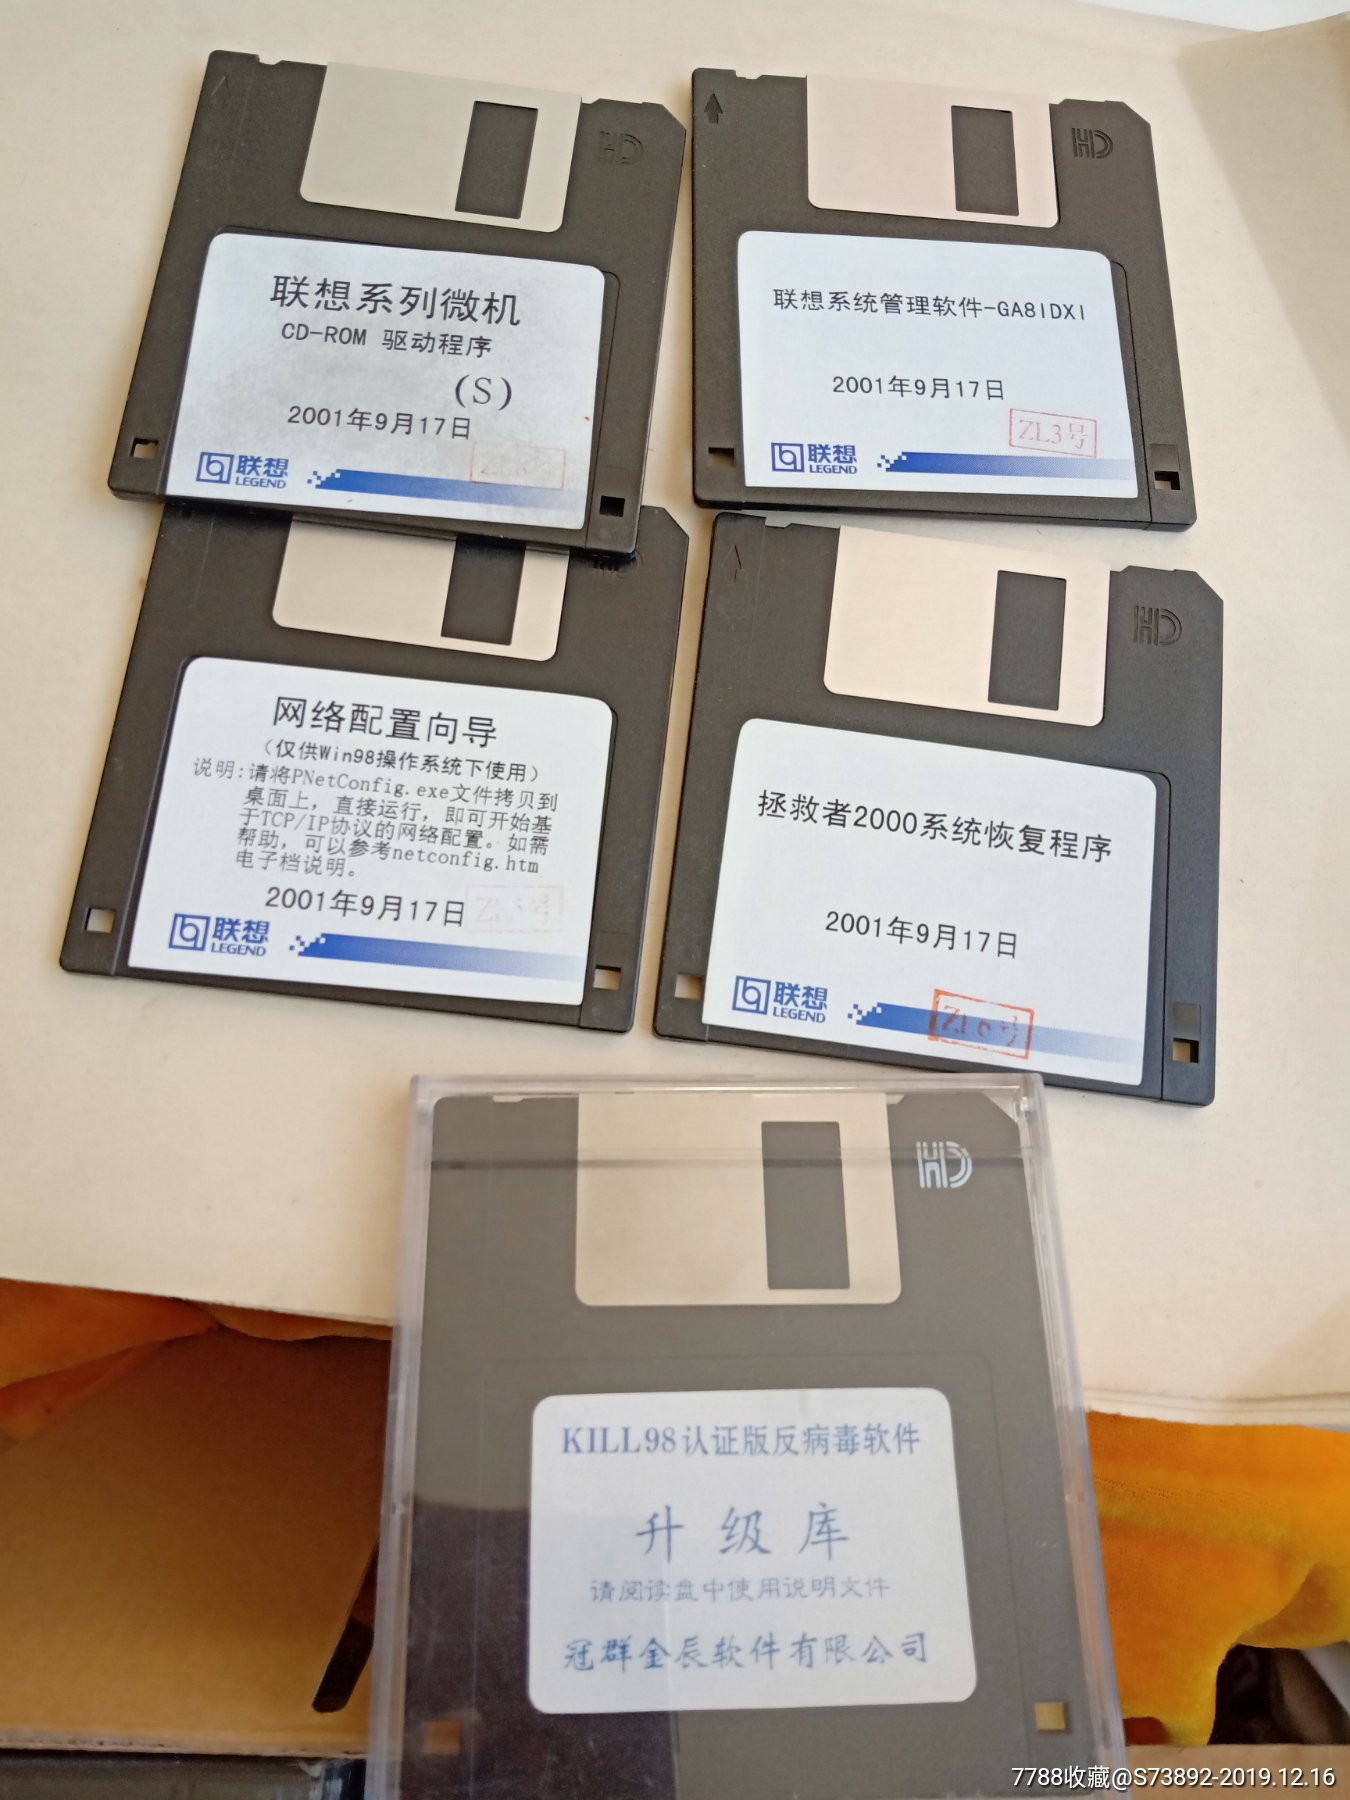 HD
联想系列微机
CD-ROM 驱动程序
(S)
2001年9月17日
联想
LEGEND
HD
联想系统管理软件-GA8IDXI
2001年9月17日
ZL3号
联想
LEGEND
网络配置向导
(仅供Win98操作系统下使用)
说明:请将PNetConfig.exe文件拷贝到
桌面上，直接运行，即可开始基
于TCP/IP协议的网络配置。如需
帮助，可以参考netconfig.htm
电子档说明。
2001年9月17日
联想
LEGEND
HD
拯救者2000系统恢复程序
2001年9月17日
联想
LEGEND
HD
KILL98认证版反病毒软件
升级库
请阅读盘中使用说明文件
冠群金辰软件有限公司
7788收藏@S73892-2019.12.16